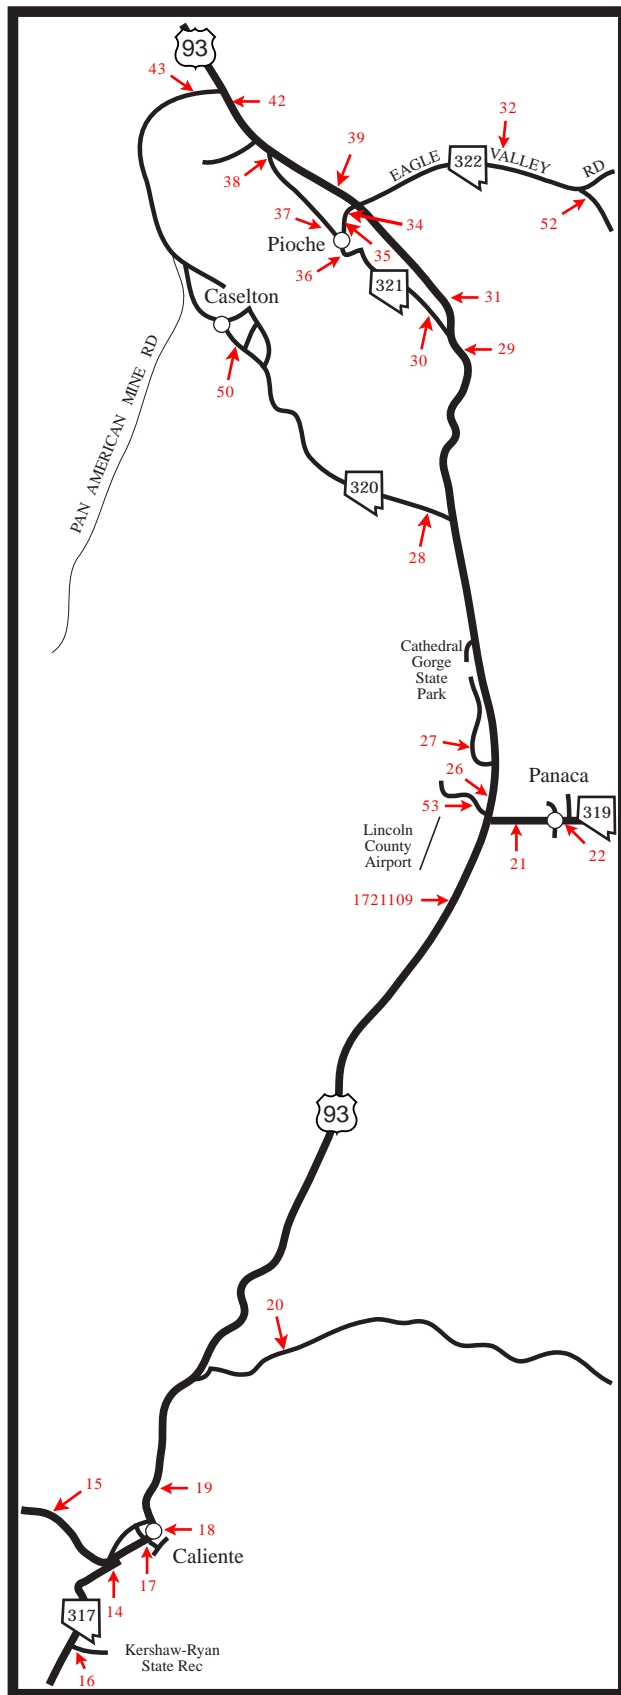 93
43
42
32
39
EAGLE VALLEY RD
322
38
37
34
52
Pioche
35
36
321
31
Caselton
30
29
50
PAN AMERICAN MINE RD
320
28
Cathedral
Gorge
State
Park
27
26
Panaca
53
319
Lincoln
County
Airport
21
22
1721109
93
20
15
19
18
Caliente
17
14
317
Kershaw-Ryan
State Rec
16